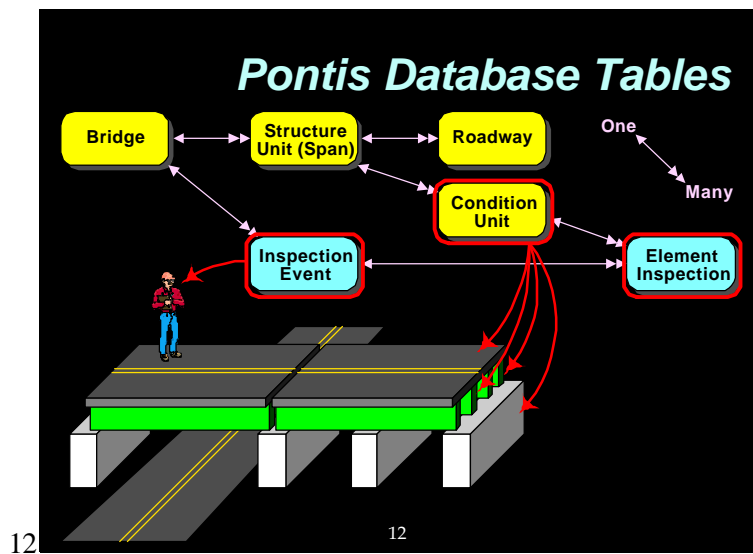 Pontis Database Tables
Bridge
Structure
Unit (Span)
Roadway
One
Many
Condition
Unit
Inspection
Event
Element
Inspection
12
12